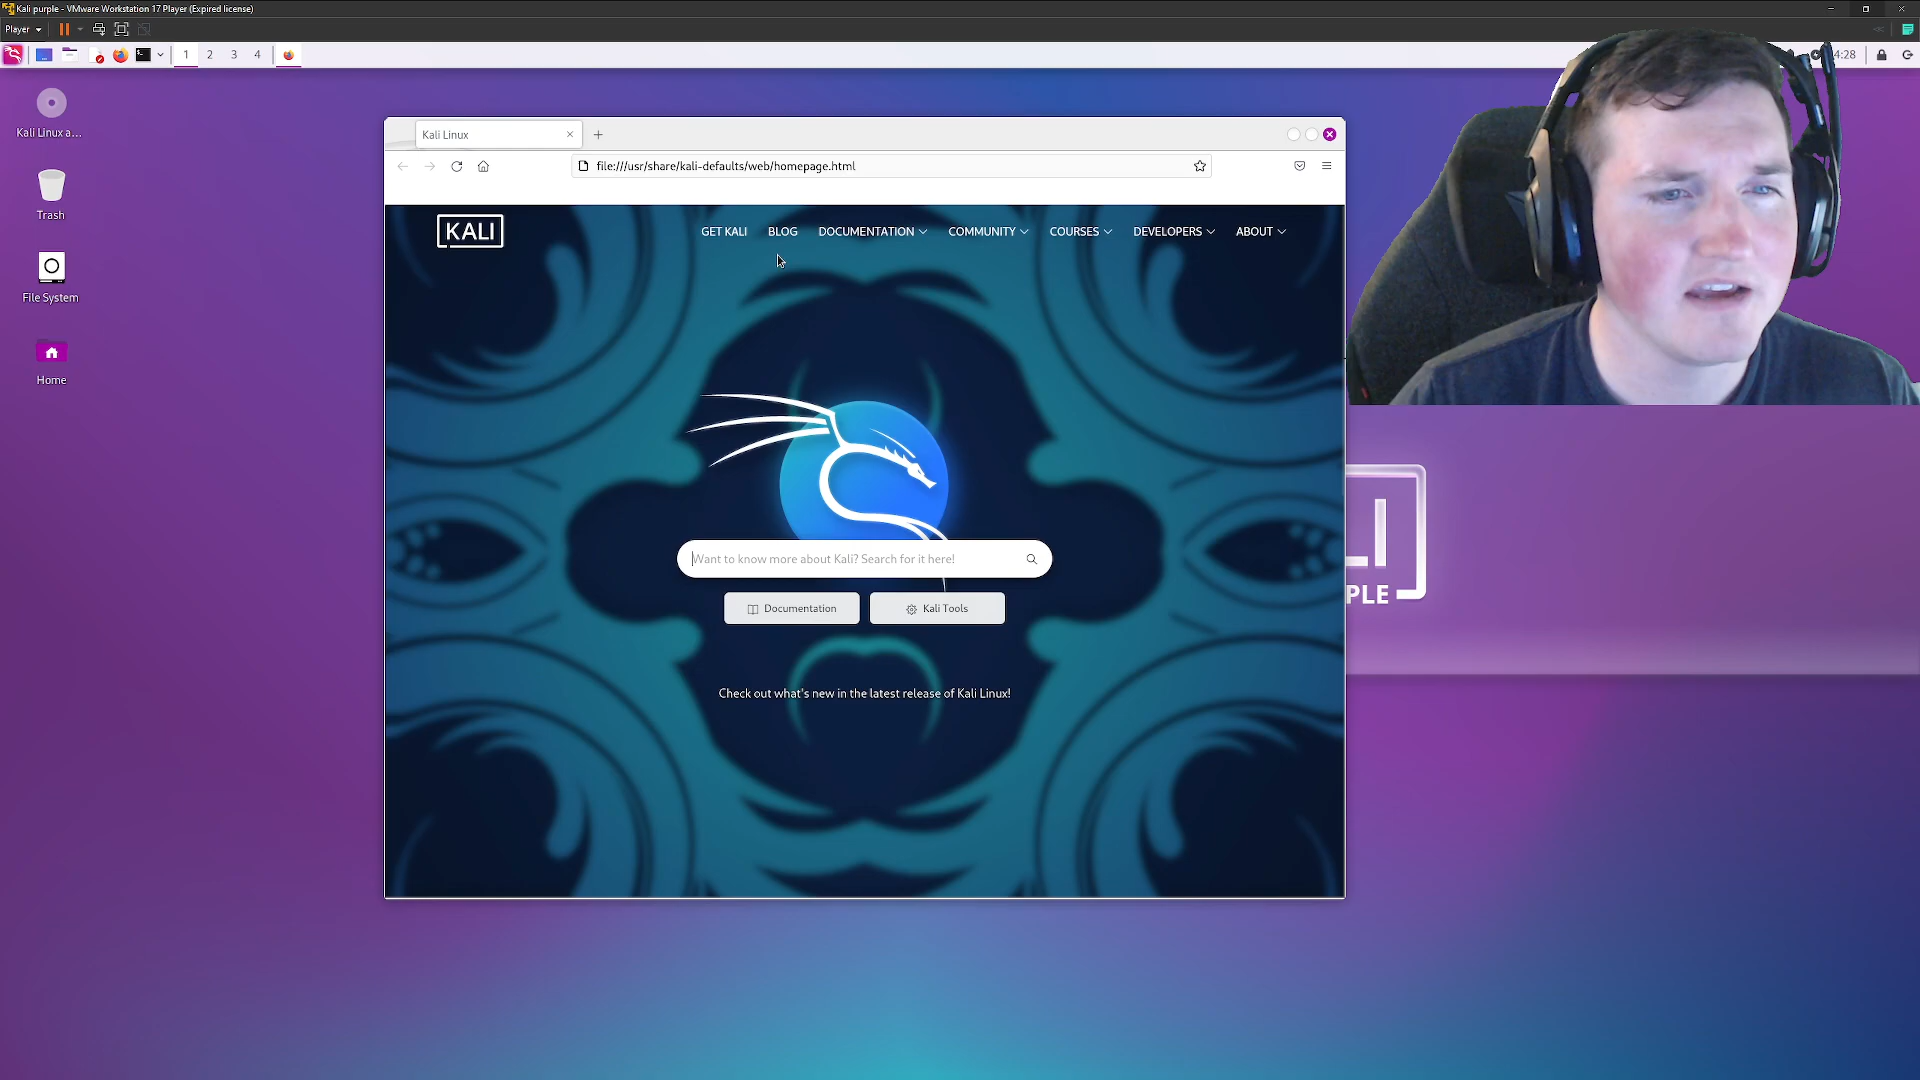 Kali purple - VMware Workstation 17 Player (Expired license)
Player
1 2 3 4
4:28
Kali Linux a...
Trash
File System
Home
Kali Linux
file:///usr/share/kali-defaults/web/homepage.html
KALI
GET KALI BLOG DOCUMENTATION COMMUNITY COURSES DEVELOPERS ABOUT
Want to know more about Kali? Search for it here!
Documentation
Kali Tools
Check out what's new in the latest release of Kali Linux!
LI
PLE